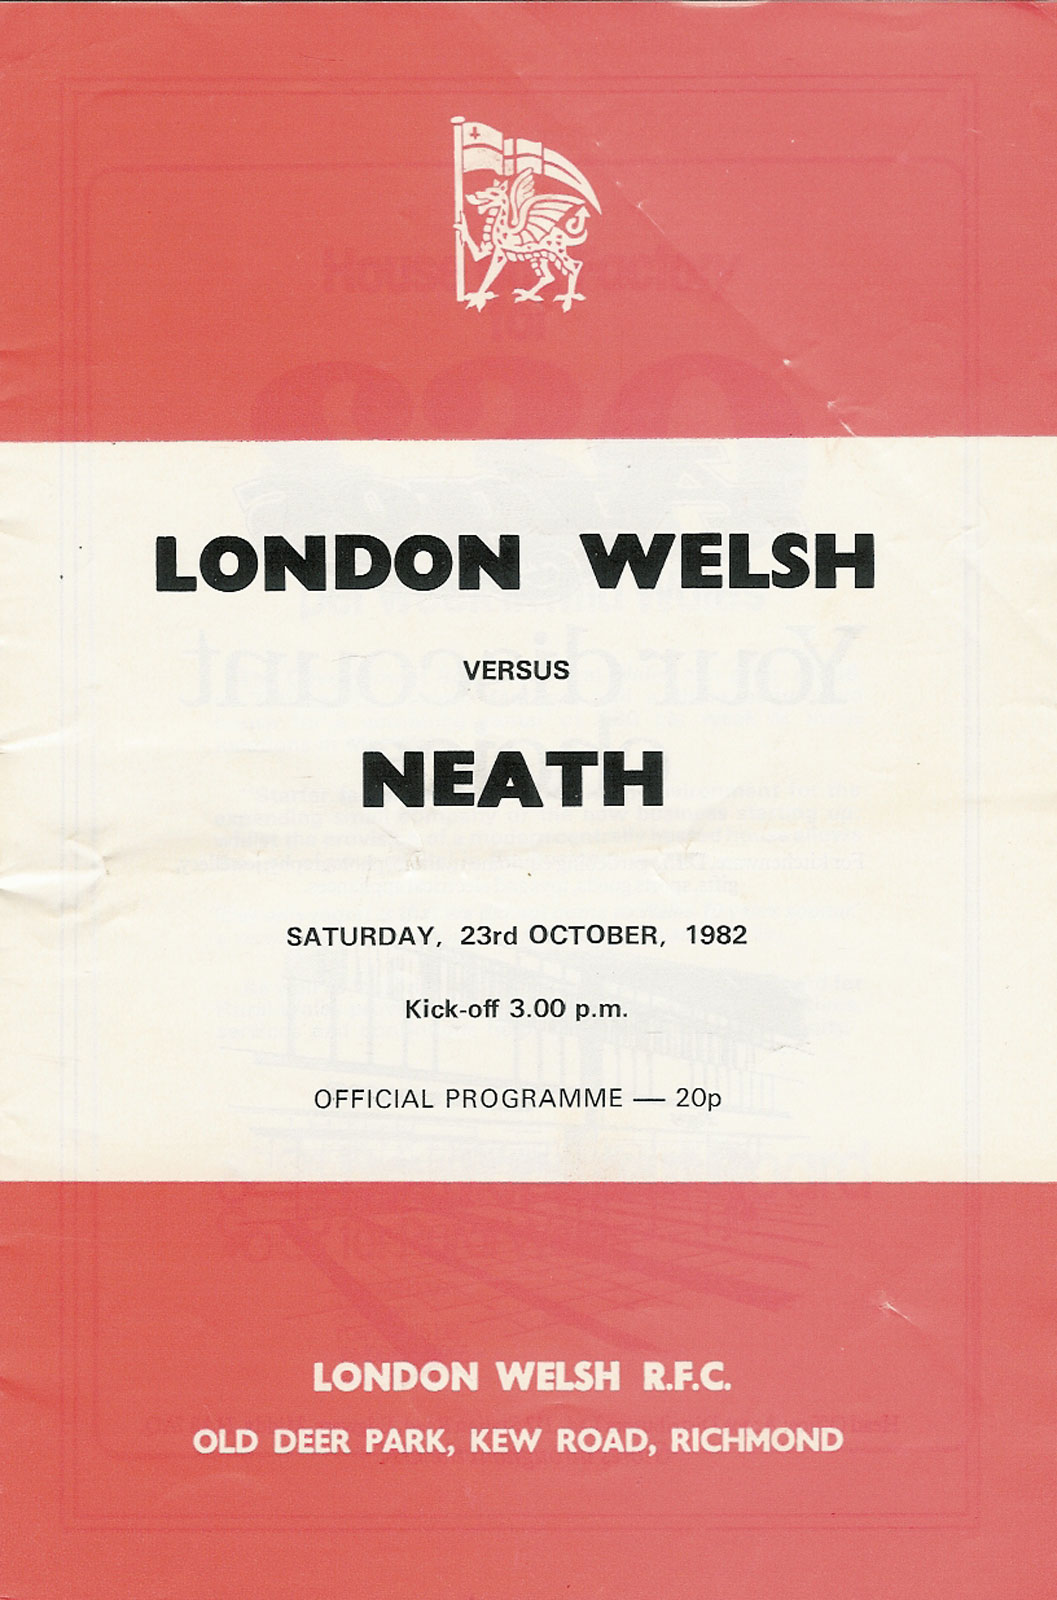 LONDON WELSH
VERSUS
NEATH
SATURDAY, 23rd OCTOBER, 1982
Kick-off 3.00 p.m.
OFFICIAL PROGRAMME — 20p
LONDON WELSH R.F.C.
OLD DEER PARK, KEW ROAD, RICHMOND